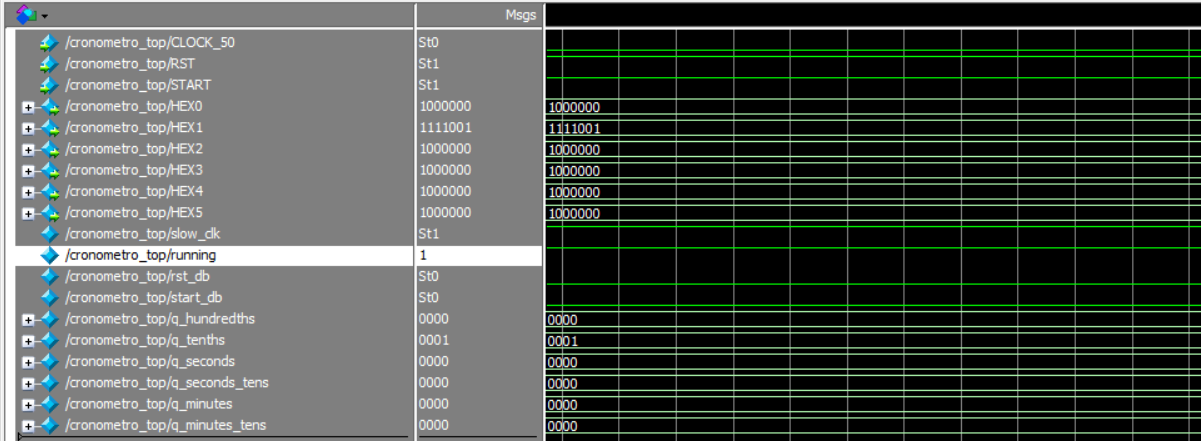 Msgs
/cronometro_top/CLOCK_50 St0
/cronometro_top/RST St1
/cronometro_top/START St1
/cronometro_top/HEX0 1000000 1000000
/cronometro_top/HEX1 1111001 1111001
/cronometro_top/HEX2 1000000 1000000
/cronometro_top/HEX3 1000000 1000000
/cronometro_top/HEX4 1000000 1000000
/cronometro_top/HEX5 1000000 1000000
/cronometro_top/slow_clk St1
/cronometro_top/running 1
/cronometro_top/rst_db St0
/cronometro_top/start_db St0
/cronometro_top/q_hundredths 0000 0000
/cronometro_top/q_tenths 0001 0001
/cronometro_top/q_seconds 0000 0000
/cronometro_top/q_seconds_tens 0000 0000
/cronometro_top/q_minutes 0000 0000
/cronometro_top/q_minutes_tens 0000 0000